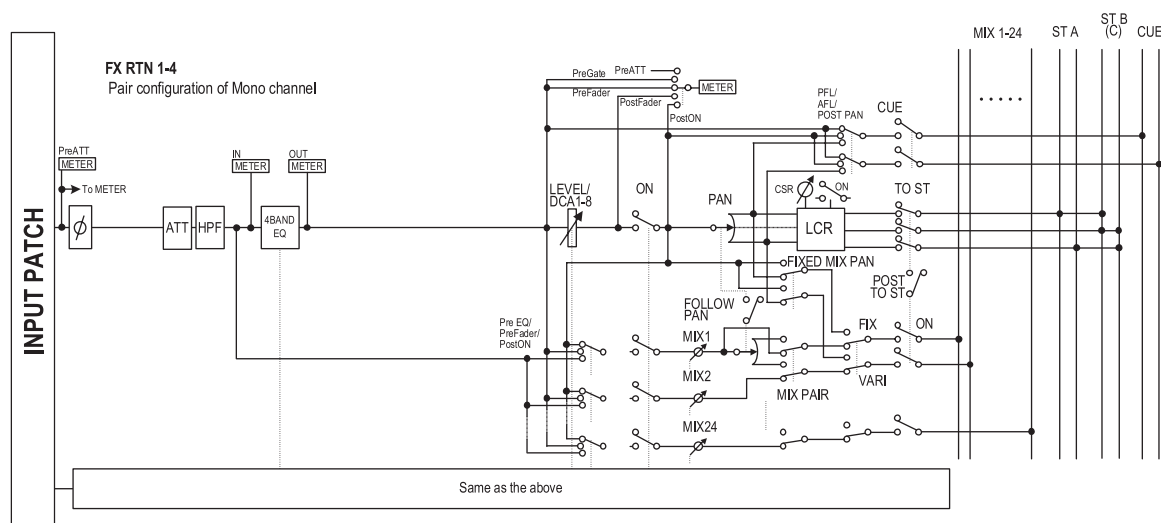 MIX 1-24
ST A
ST B
(C)
CUE
INPUT PATCH
FX RTN 1-4
Pair configuration of Mono channel
PreATT
METER
To METER
ϕ
ATT
HPF
IN
METER
4BAND
EQ
OUT
METER
PreGate
PreATT
PreFader
METER
PostFader
PostON
LEVEL/
DCA1-8
ON
PAN
PFL/
AFL/
POST PAN
CUE
CSR
ON
LCR
TO ST
FIXED MIX PAN
POST
TO ST
FOLLOW
PAN
Pre EQ/
PreFader/
PostON
MIX1
FIX
ON
MIX2
VARI
MIX PAIR
MIX24
Same as the above